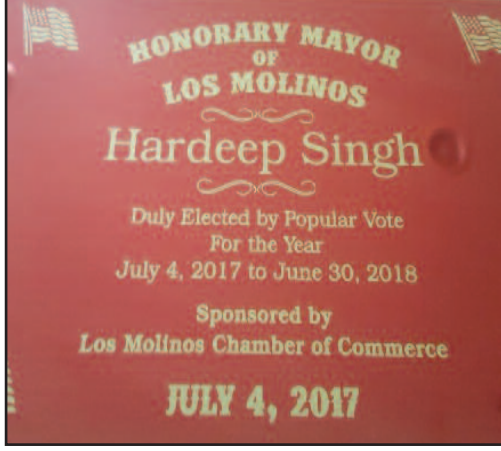 HONORARY MAYOR
OF
LOS MOLINOS
Hardeep Singh
Duly Elected by Popular Vote
For the Year
July 4, 2017 to June 30, 2018
Sponsored by
Los Molinos Chamber of Commerce
JULY 4, 2017